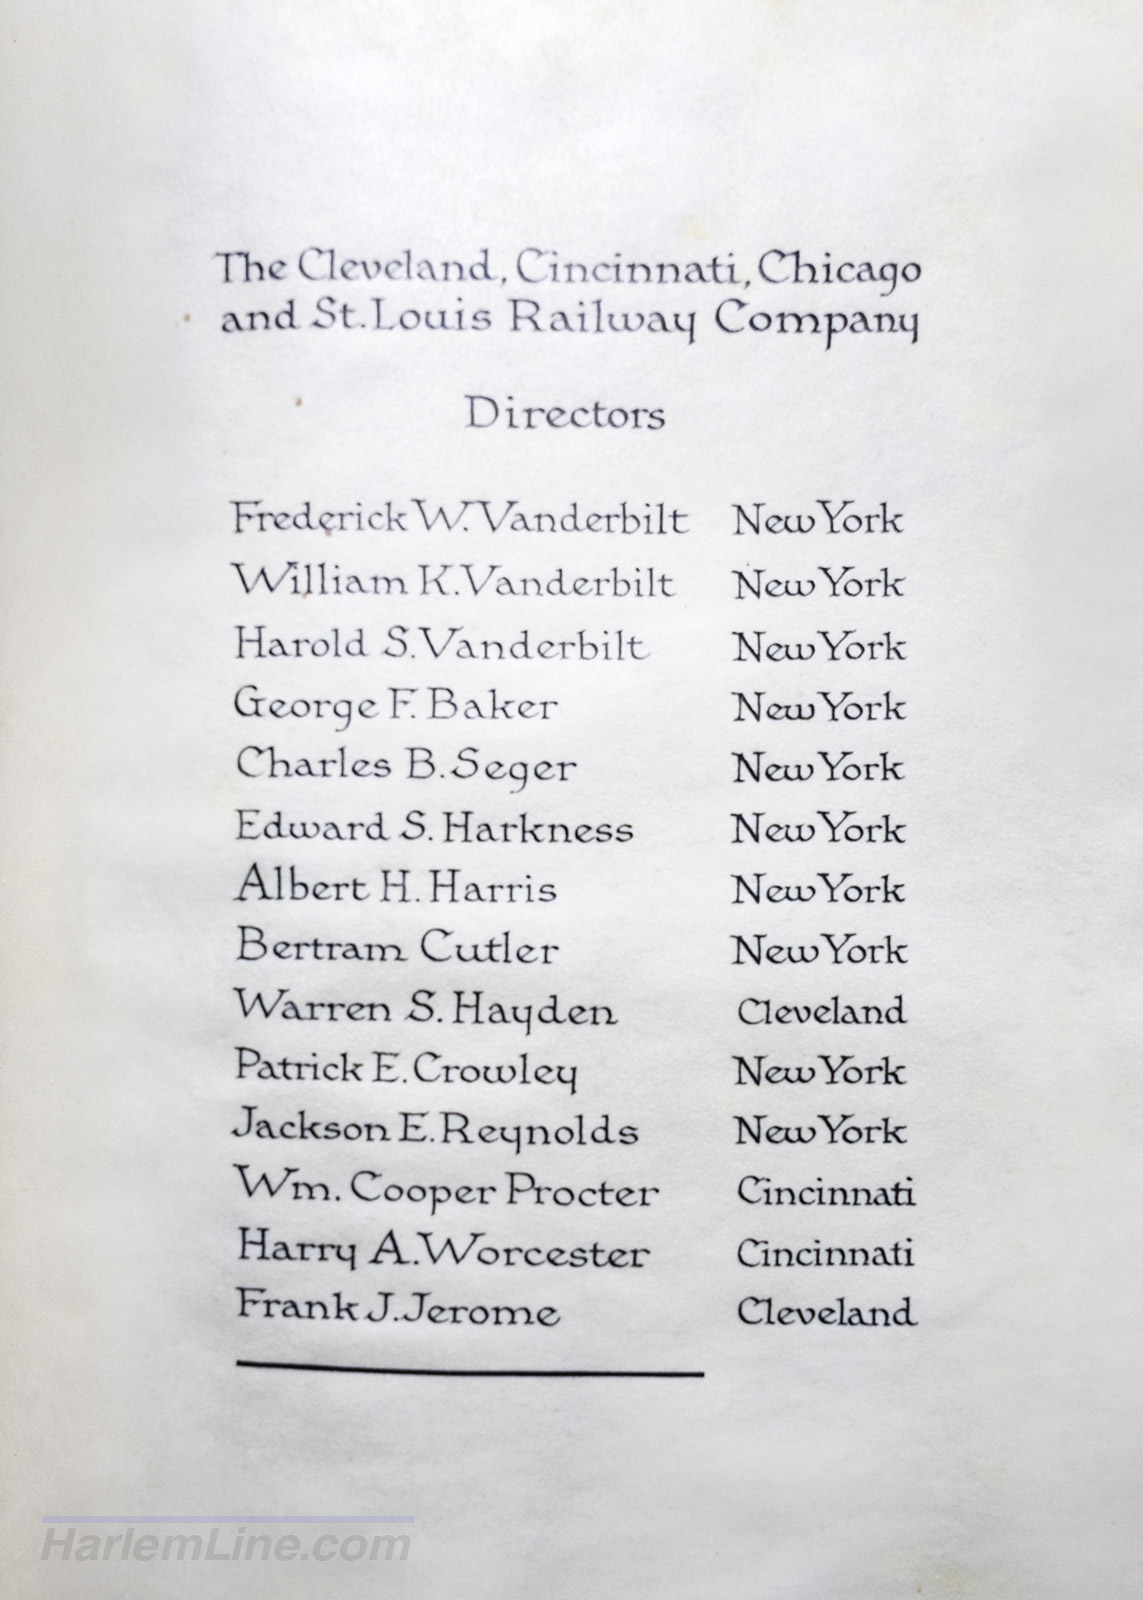 The Cleveland, Cincinnati, Chicago
and St. Louis Railway Company
Directors
Frederick W. Vanderbilt New York
William K. Vanderbilt New York
Harold S. Vanderbilt New York
George F. Baker New York
Charles B. Seger New York
Edward S. Harkness New York
Albert H. Harris New York
Bertram Cutler New York
Warren S. Hayden Cleveland
Patrick E. Crowley New York
Jackson E. Reynolds New York
Wm. Cooper Procter Cincinnati
Harry A. Worcester Cincinnati
Frank J. Jerome Cleveland
HarlemLine.com